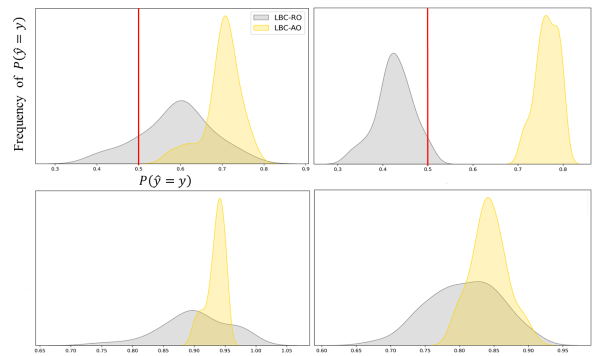 LBC-RO
LBC-AO
Frequency of P(ŷ = y)
0.3 0.4 0.5 0.6 0.7 0.8 0.9
0.3 0.4 0.5 0.6 0.7 0.8
P(ŷ = y)
0.65 0.70 0.75 0.80 0.85 0.90 0.95 1.00 1.05
0.60 0.65 0.70 0.75 0.80 0.85 0.90 0.95